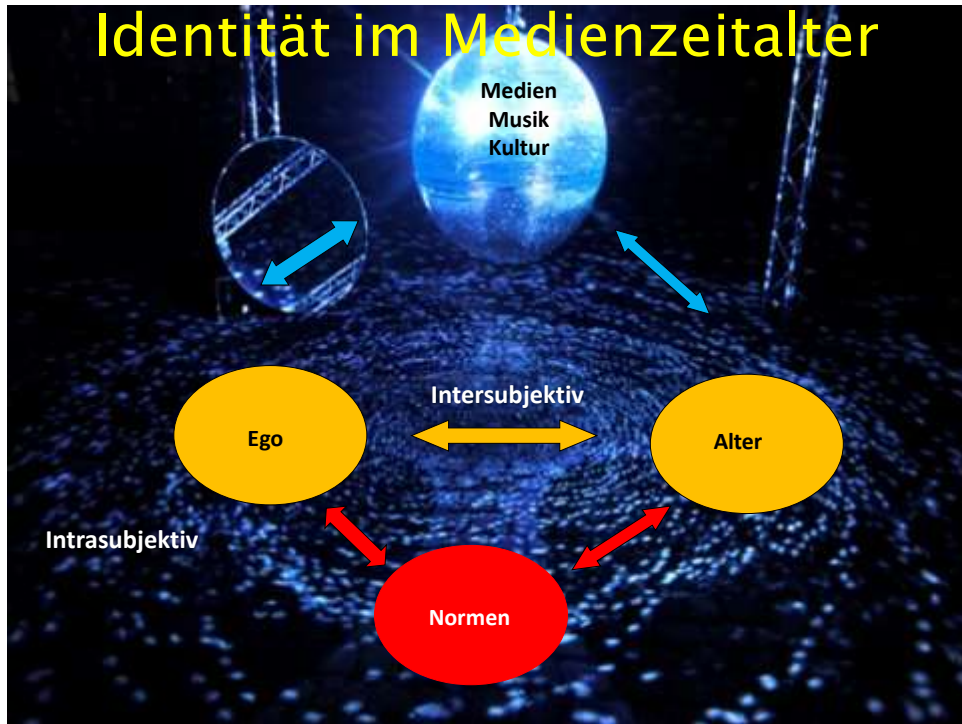 Identität im Medienzeitalter
Medien
Musik
Kultur
Intersubjektiv
Ego
Alter
Intrasubjektiv
Normen